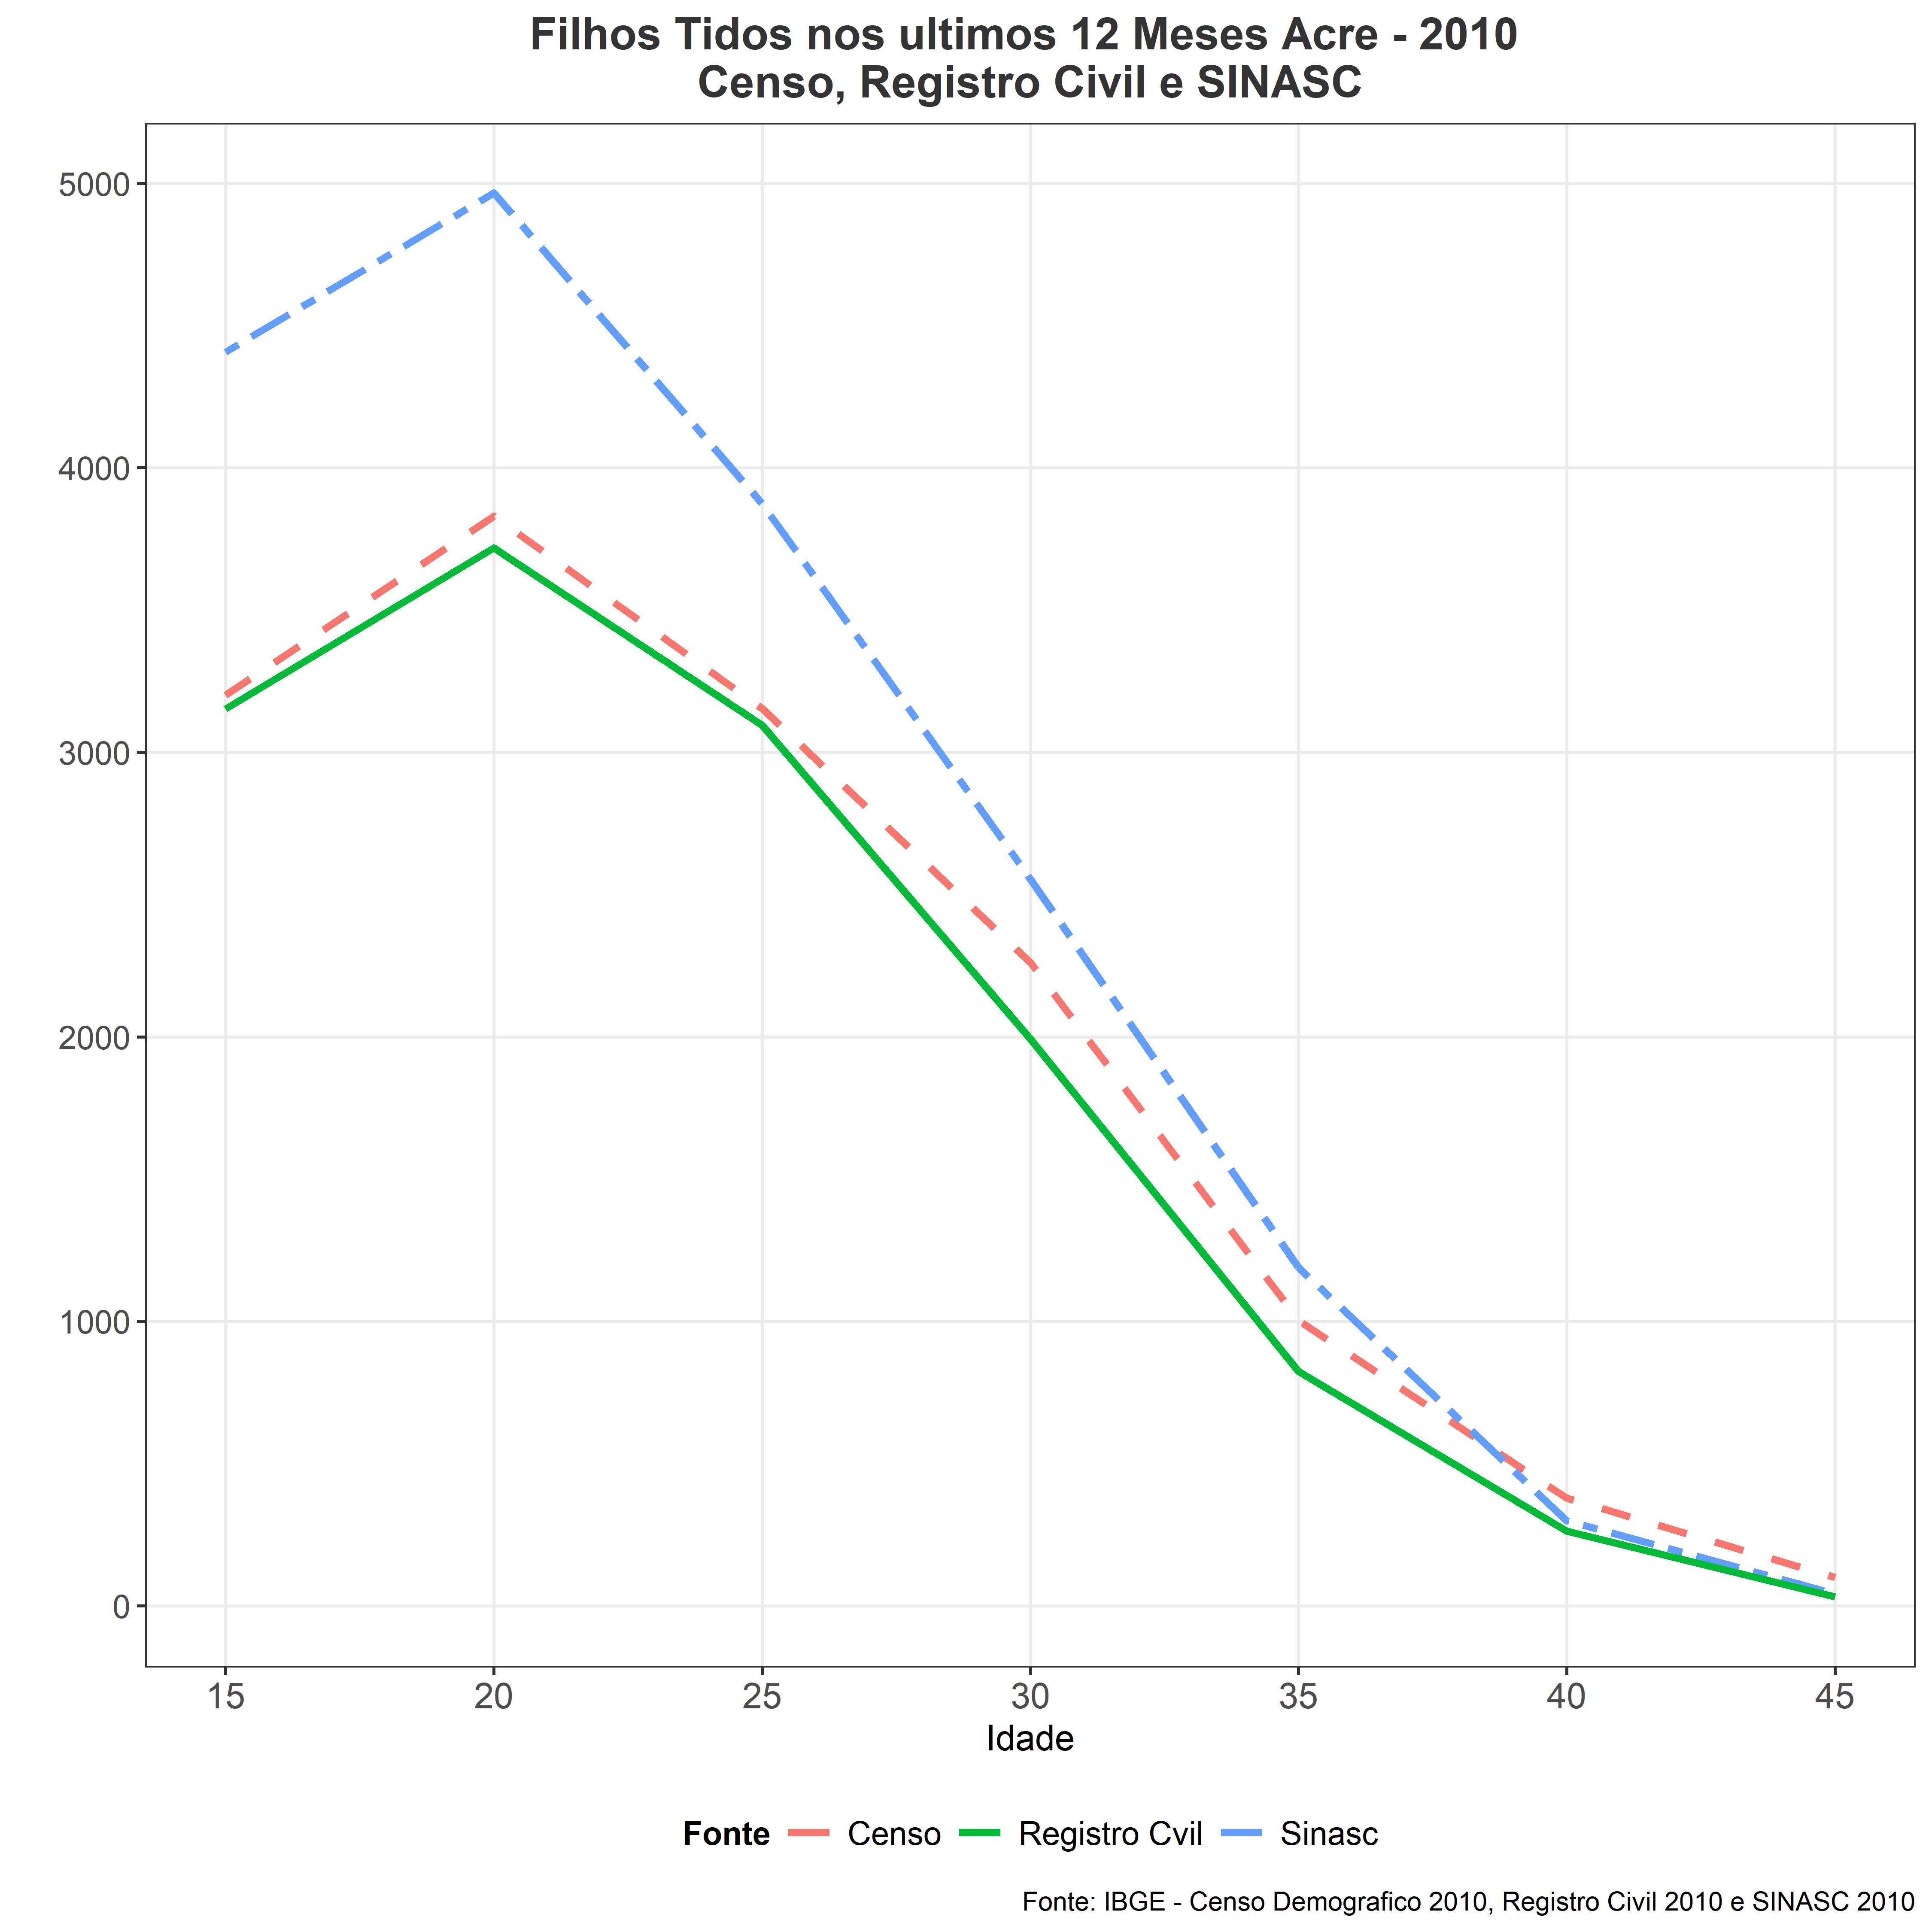 Filhos Tidos nos ultimos 12 Meses Acre - 2010
Censo, Registro Civil e SINASC
5000
4000
3000
2000
1000
0
15 20 25 30 35 40 45
Idade
Fonte Censo Registro Cvil Sinasc
Fonte: IBGE - Censo Demografico 2010, Registro Civil 2010 e SINASC 2010